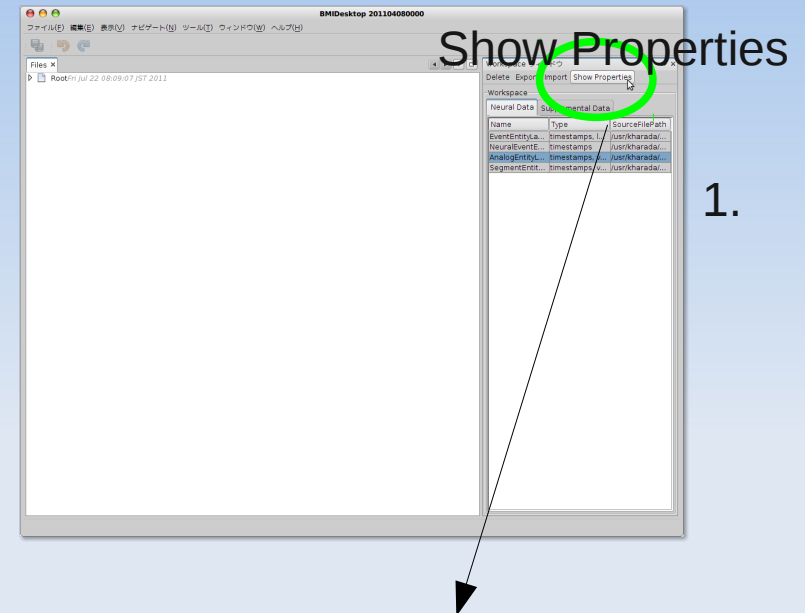 BMIDesktop 201104080000
ファイル(F) 編集(E) 表示(V) ナビゲート(N) ツール(T) ウィンドウ(W) ヘルプ(H)
Show Properties
Files ×
Root Fri Jul 22 08:09:07 JST 2011
Workspace
Delete Export Import Show Properties
Workspace
Neural Data Supplemental Data
Name Type SourceFilePath
EventEntityLa... timestamps, l... /usr/kharada/...
NeuralEventE... timestamps /usr/kharada/...
AnalogEntityL... timestamps, v... /usr/kharada/...
SegmentEntit... timestamps, v... /usr/kharada/...
1.